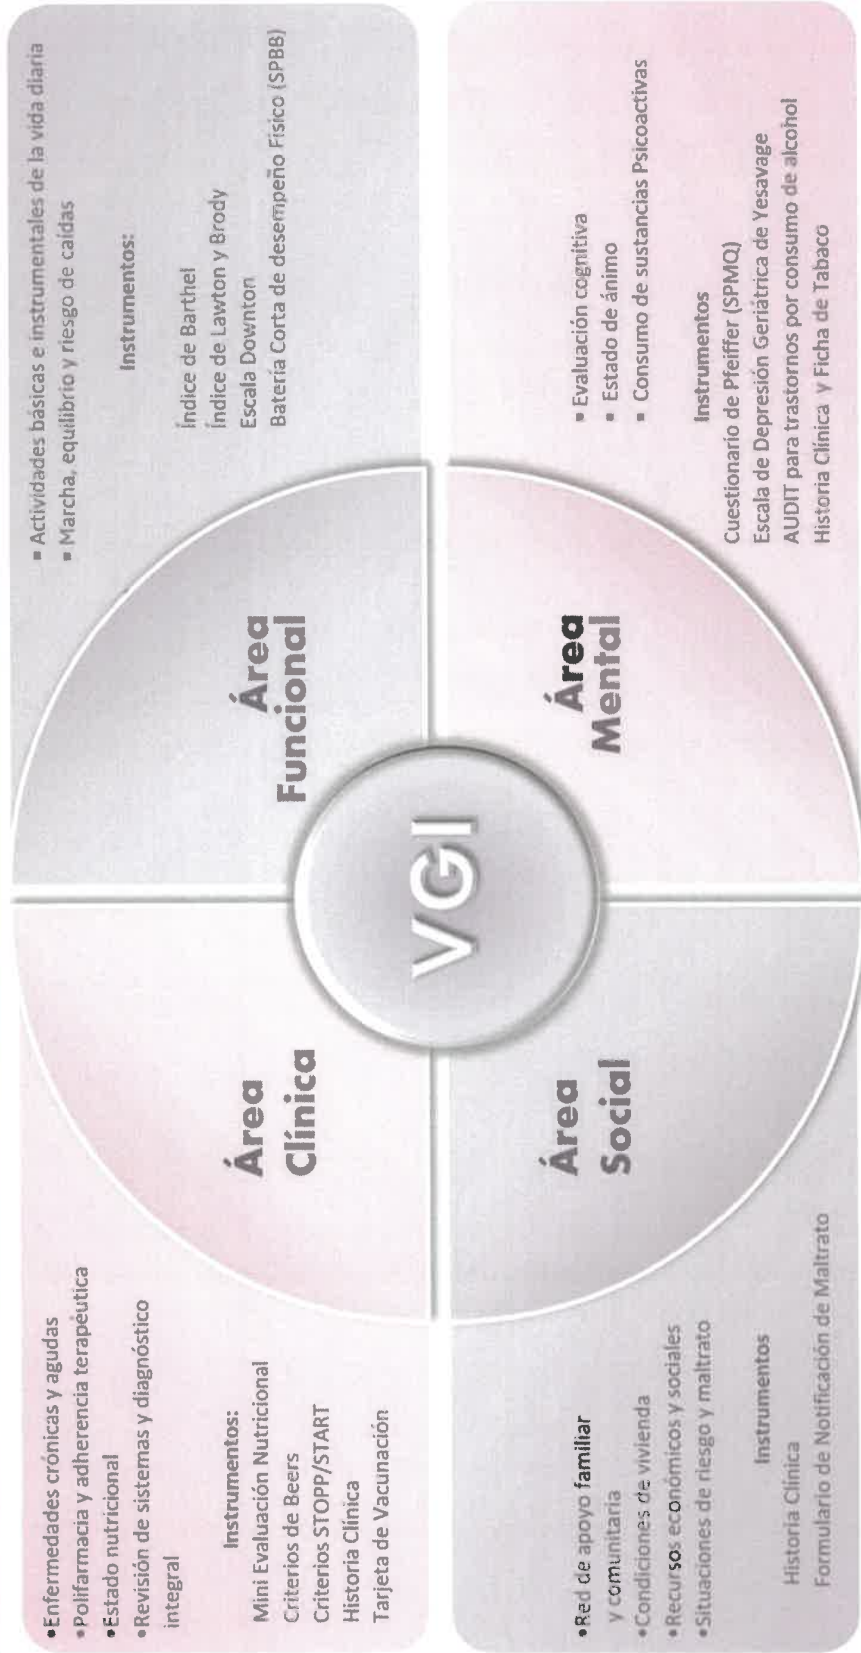 •Enfermedades crónicas y agudas
•Polifarmacia y adherencia terapéutica
•Estado nutricional
•Revisión de sistemas y diagnóstico
integral
Instrumentos:
Mini Evaluación Nutricional
Criterios de Beers
Criterios STOPP/START
Historia Clínica
Tarjeta de Vacunación
Área
Clínica
▪ Actividades básicas e instrumentales de la vida diaria
▪ Marcha, equilibrio y riesgo de caídas
Instrumentos:
Índice de Barthel
Índice de Lawton y Brody
Escala Downton
Batería Corta de desempeño Físico (SPBB)
Área
Funcional
VGI
Área
Social
•Red de apoyo familiar
y comunitaria
•Condiciones de vivienda
•Recursos económicos y sociales
•Situaciones de riesgo y maltrato
Instrumentos
Historia Clínica
Formulario de Notificación de Maltrato
Área
Mental
▪ Evaluación cognitiva
▪ Estado de ánimo
▪ Consumo de sustancias Psicoactivas
Instrumentos
Cuestionario de Pfeiffer (SPMQ)
Escala de Depresión Geriátrica de Yesavage
AUDIT para trastornos por consumo de alcohol
Historia Clínica y Ficha de Tabaco